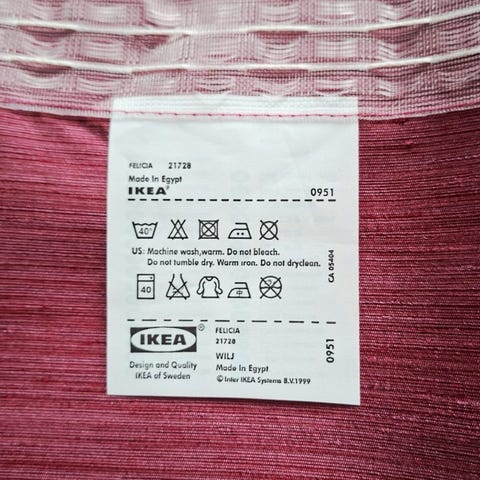 FELICIA 21728
Made In Egypt
IKEA® 0951
40°
US: Machine wash,warm. Do not bleach.
Do not tumble dry. Warm iron. Do not dryclean.
CA 05404
40
IKEA®
Design and Quality
IKEA of Sweden
FELICIA
21728
WILJ
Made In Egypt
© Inter IKEA Systems B.V.1999
0951